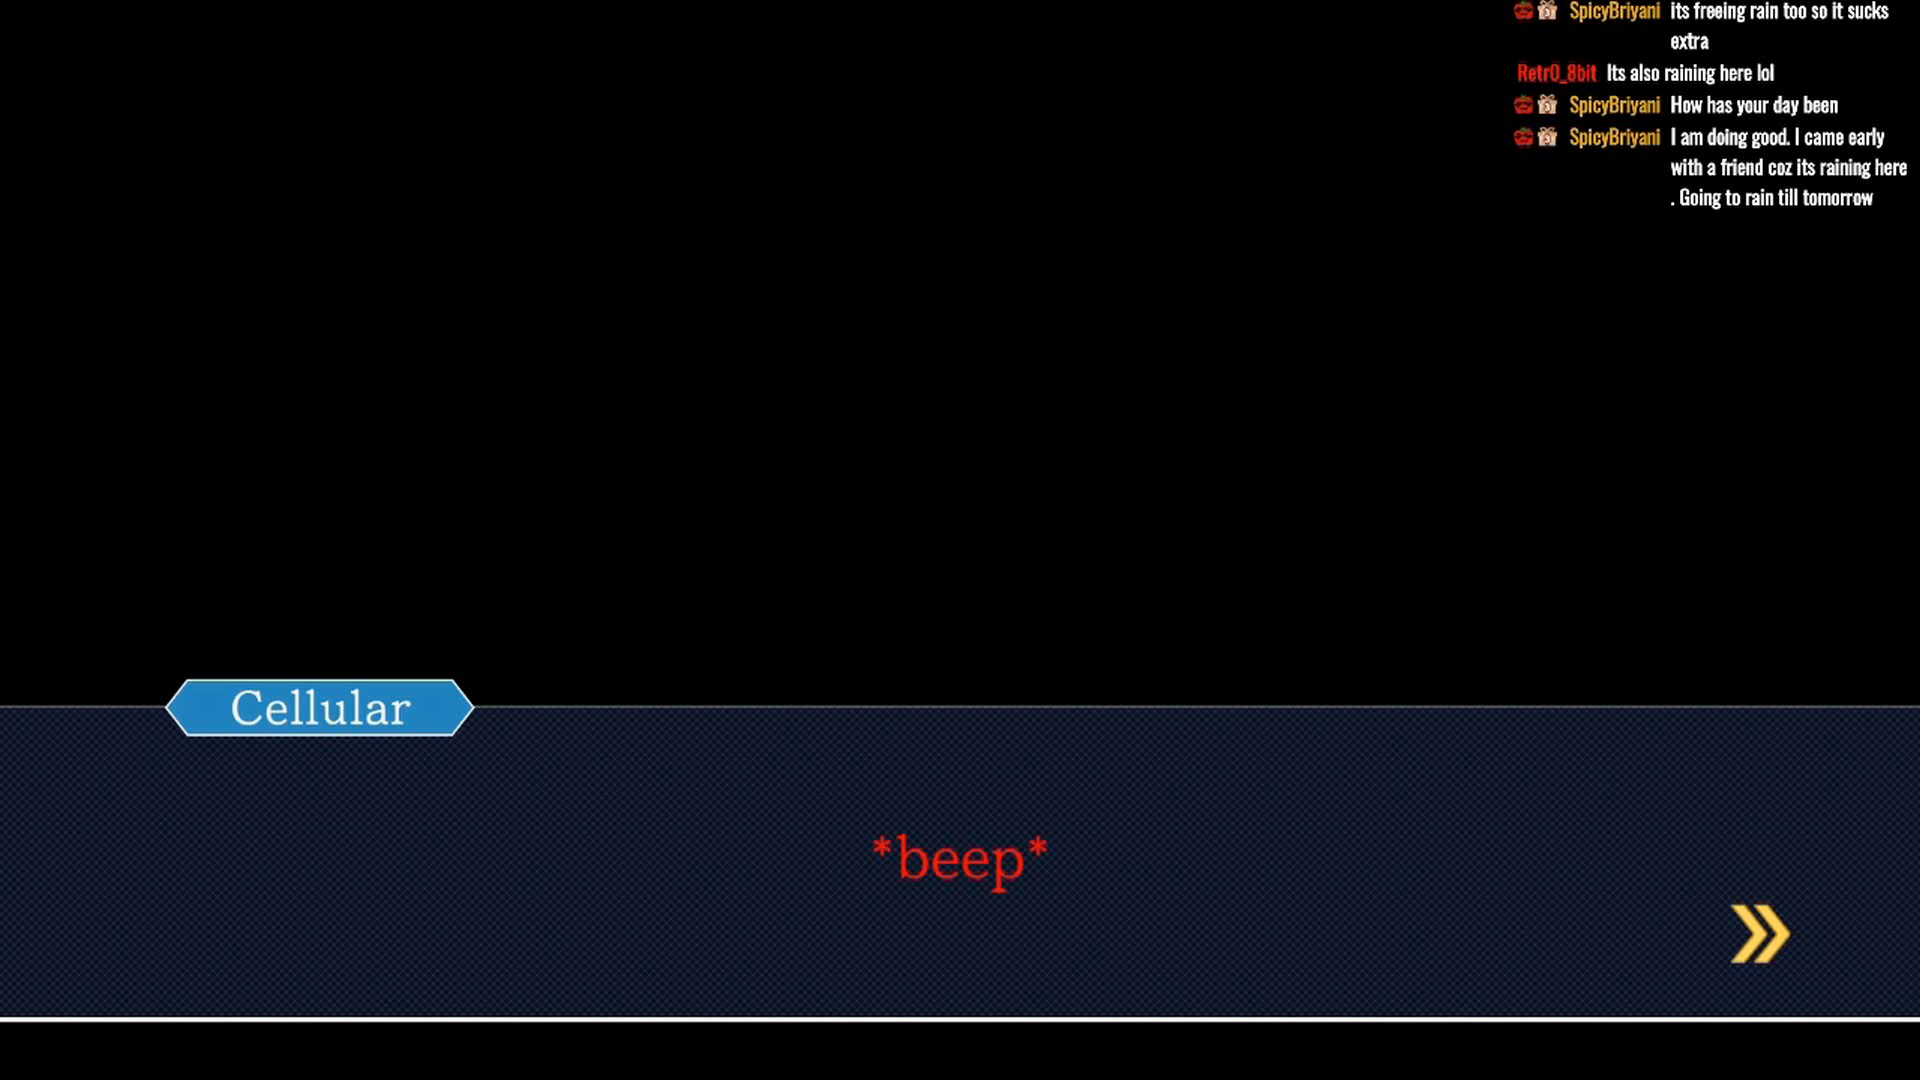 SpicyBriyani its freeing rain too so it sucks
extra
Retr0_8bit Its also raining here lol
SpicyBriyani How has your day been
SpicyBriyani I am doing good. I came early
with a friend coz its raining here
. Going to rain till tomorrow
Cellular
*beep*